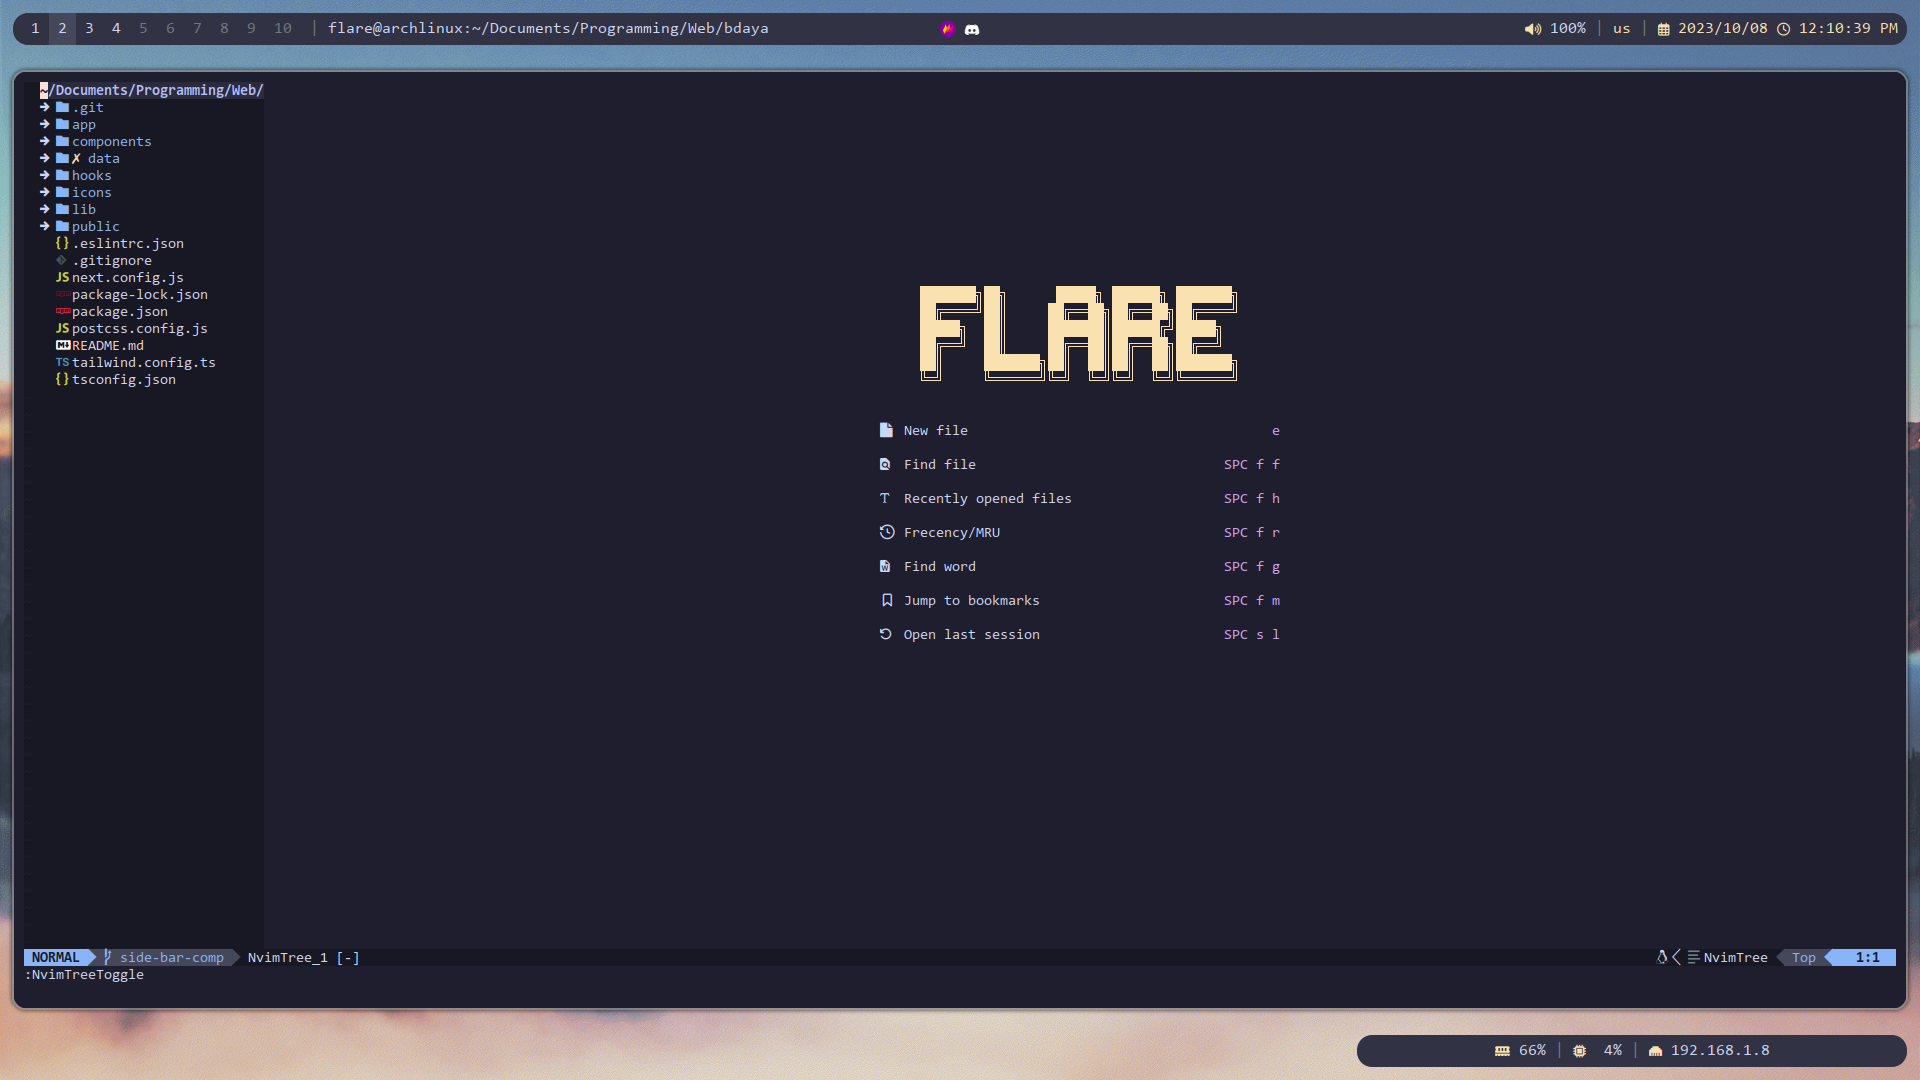 1 2 3 4 5 6 7 8 9 10 | flare@archlinux:~/Documents/Programming/Web/bdaya
100% | us | 2023/10/08 12:10:39 PM
~/Documents/Programming/Web/
.git
app
components
✗ data
hooks
icons
lib
public
{} .eslintrc.json
.gitignore
JS next.config.js
package-lock.json
package.json
JS postcss.config.js
README.md
TS tailwind.config.ts
{} tsconfig.json
FLARE
New file e
Find file SPC f f
Recently opened files SPC f h
Frecency/MRU SPC f r
Find word SPC f g
Jump to bookmarks SPC f m
Open last session SPC s l
NORMAL side-bar-comp NvimTree_1 [-] NvimTree Top 1:1
:NvimTreeToggle
66% | 4% | 192.168.1.8